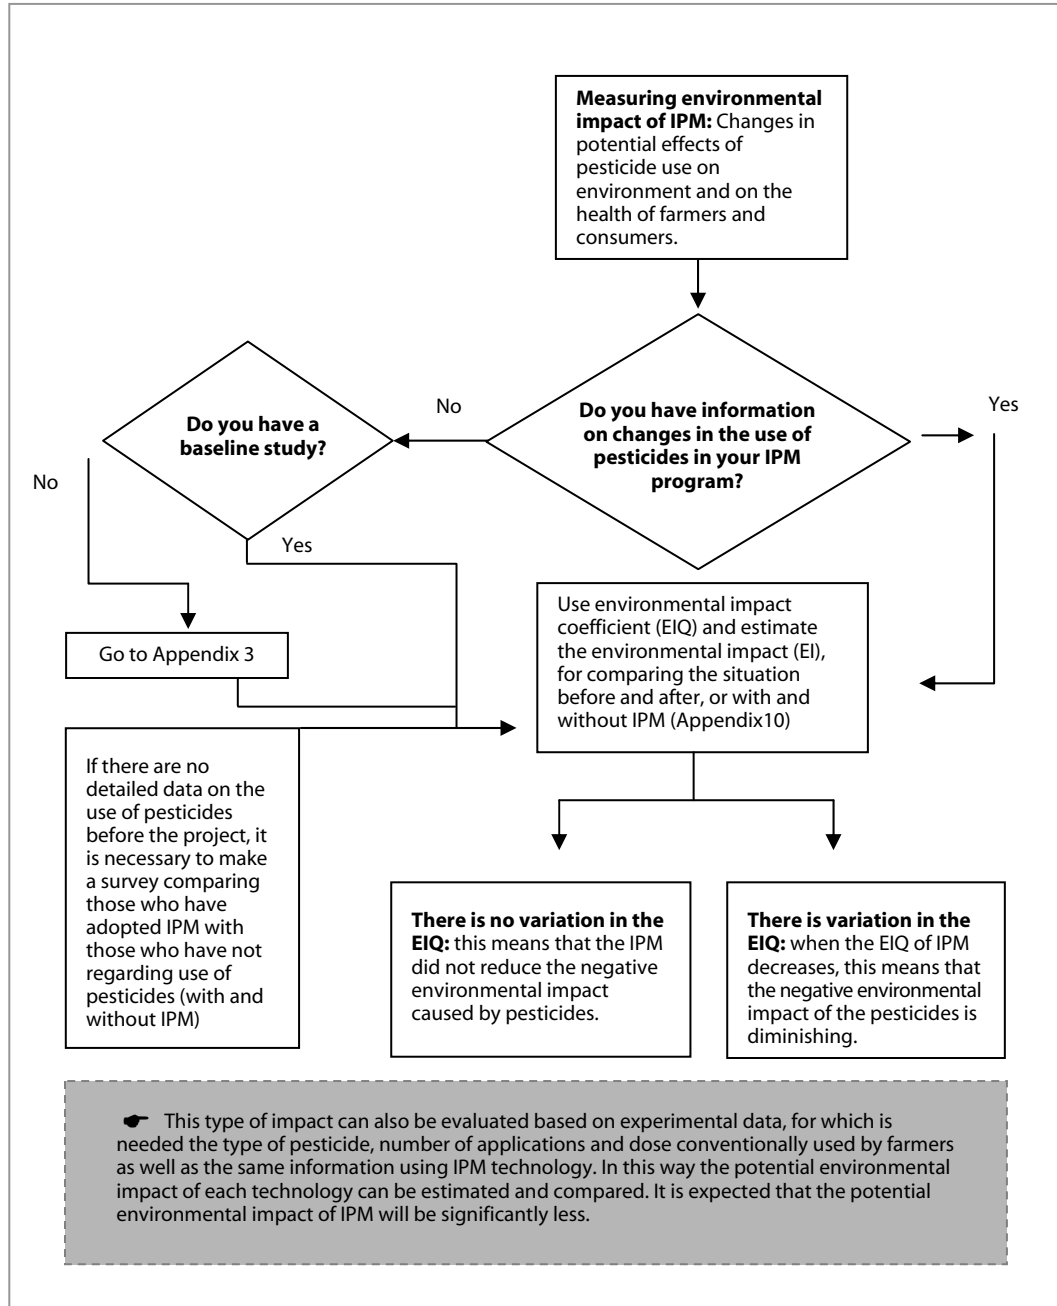 Measuring environmental
impact of IPM: Changes in
potential effects of
pesticide use on
environment and on the
health of farmers and
consumers.
Do you have information
on changes in the use of
pesticides in your IPM
program?
Yes
No
Do you have a
baseline study?
No
Yes
Go to Appendix 3
Use environmental impact
coefficient (EIQ) and estimate
the environmental impact (EI),
for comparing the situation
before and after, or with and
without IPM (Appendix10)
If there are no
detailed data on the
use of pesticides
before the project, it
is necessary to make
a survey comparing
those who have
adopted IPM with
those who have not
regarding use of
pesticides (with and
without IPM)
There is no variation in the
EIQ: this means that the IPM
did not reduce the negative
environmental impact
caused by pesticides.
There is variation in the
EIQ: when the EIQ of IPM
decreases, this means that
the negative environmental
impact of the pesticides is
diminishing.
This type of impact can also be evaluated based on experimental data, for which is
needed the type of pesticide, number of applications and dose conventionally used by farmers
as well as the same information using IPM technology. In this way the potential environmental
impact of each technology can be estimated and compared. It is expected that the potential
environmental impact of IPM will be significantly less.